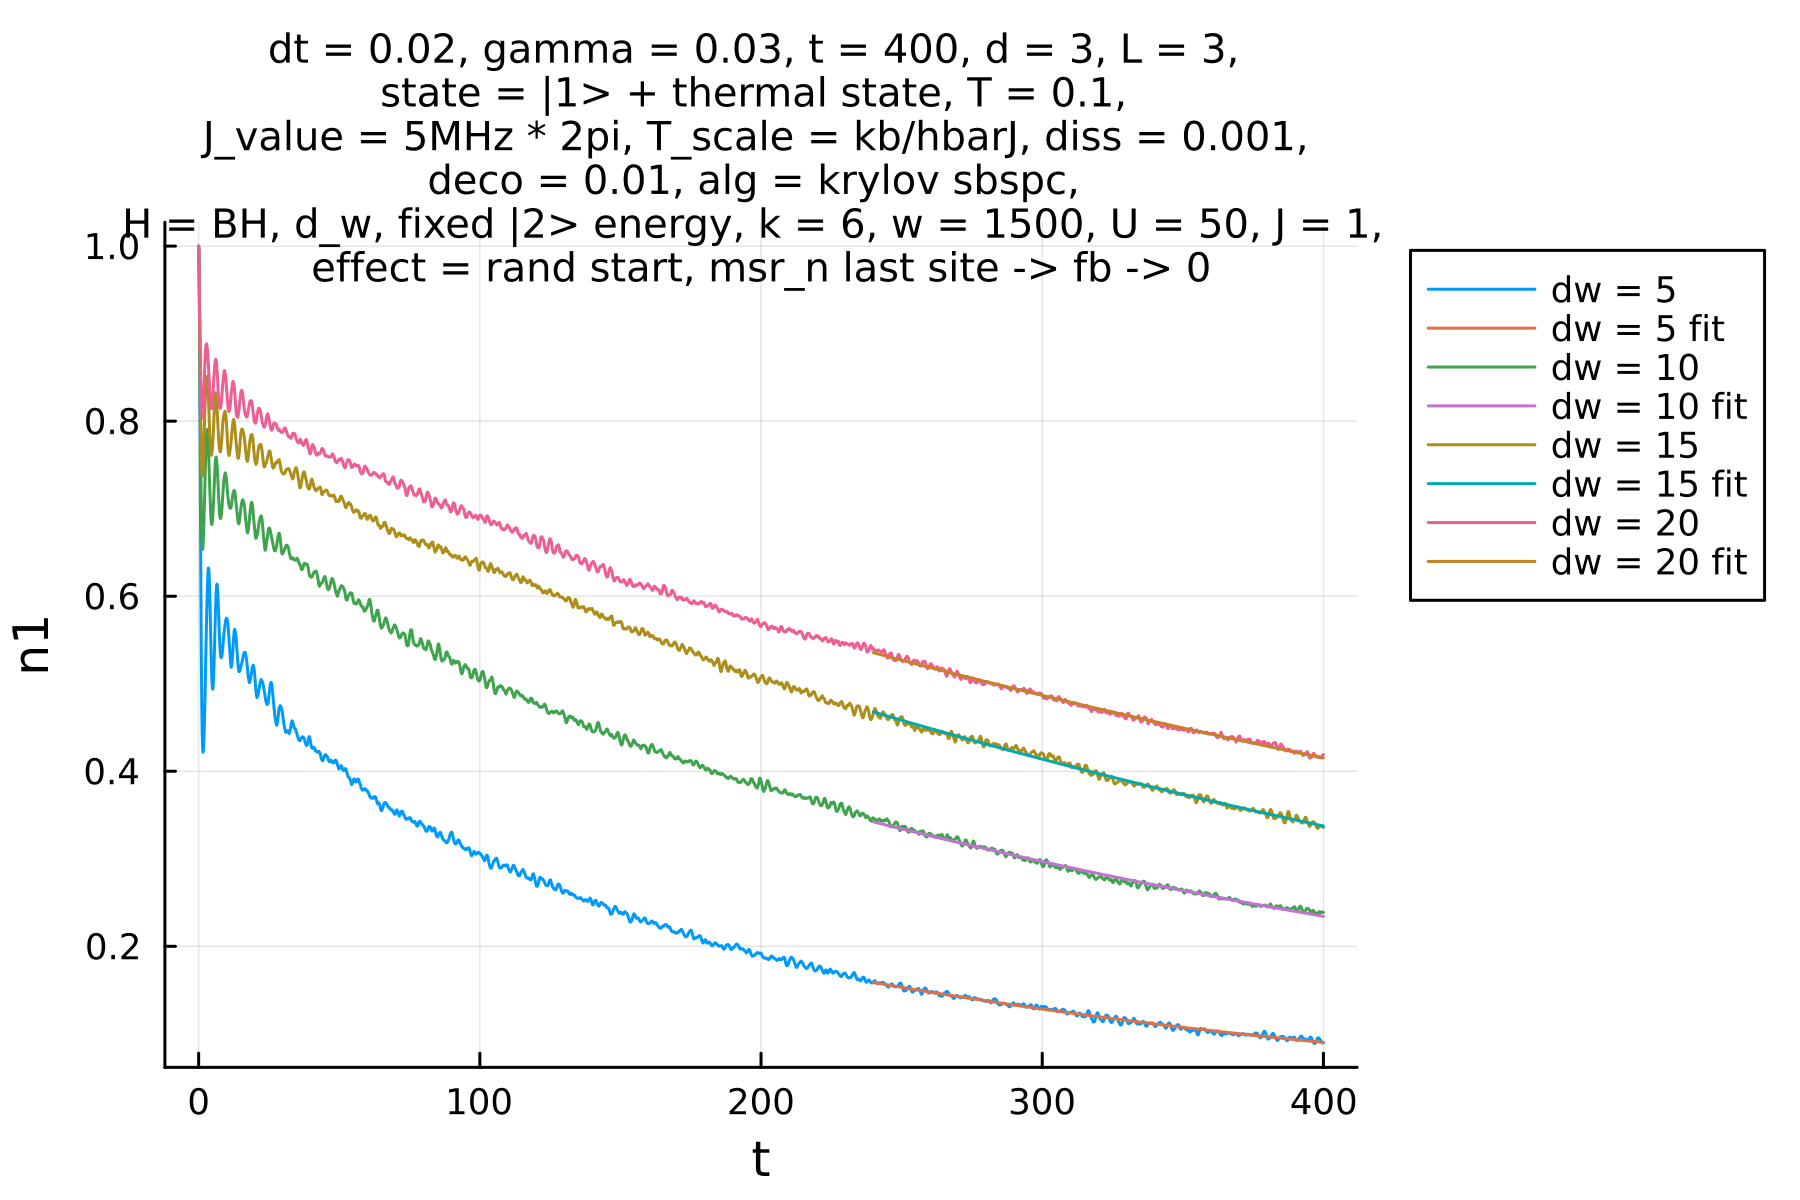 dt = 0.02, gamma = 0.03, t = 400, d = 3, L = 3,
state = |1> + thermal state, T = 0.1,
J_value = 5MHz * 2pi, T_scale = kb/hbarJ, diss = 0.001,
deco = 0.01, alg = krylov sbspc,
H = BH, d_w, fixed |2> energy, k = 6, w = 1500, U = 50, J = 1,
effect = rand start, msr_n last site -> fb -> 0
1.0
0.8
0.6
0.4
0.2
n1
0
100
200
300
400
t
dw = 5
dw = 5 fit
dw = 10
dw = 10 fit
dw = 15
dw = 15 fit
dw = 20
dw = 20 fit